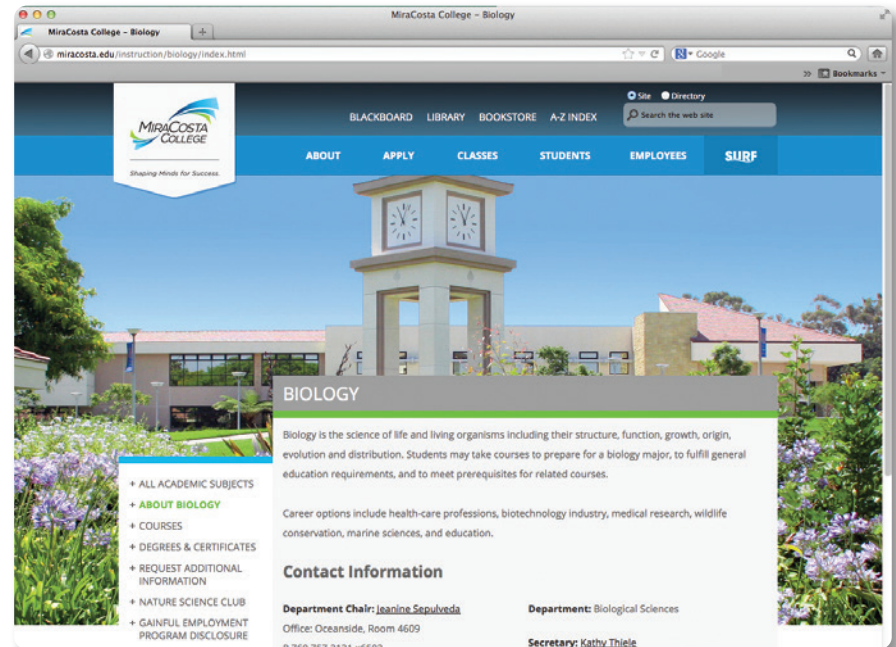 MiraCosta College – Biology
MiraCosta College – Biology
miracosta.edu/instruction/biology/index.html
Google
Bookmarks
Site Directory
BLACKBOARD LIBRARY BOOKSTORE A-Z INDEX
Search the web site
MIRACOSTA
COLLEGE
Shaping Minds for Success.
ABOUT APPLY CLASSES STUDENTS EMPLOYEES SURF
BIOLOGY
Biology is the science of life and living organisms including their structure, function, growth, origin,
evolution and distribution. Students may take courses to prepare for a biology major, to fulfill general
education requirements, and to meet prerequisites for related courses.
Career options include health-care professions, biotechnology industry, medical research, wildlife
conservation, marine sciences, and education.
Contact Information
Department Chair: Jeanine Sepulveda
Office: Oceanside, Room 4609
Department: Biological Sciences
Secretary: Kathy Thiele
+ ALL ACADEMIC SUBJECTS
+ ABOUT BIOLOGY
+ COURSES
+ DEGREES & CERTIFICATES
+ REQUEST ADDITIONAL
INFORMATION
+ NATURE SCIENCE CLUB
+ GAINFUL EMPLOYMENT
PROGRAM DISCLOSURE